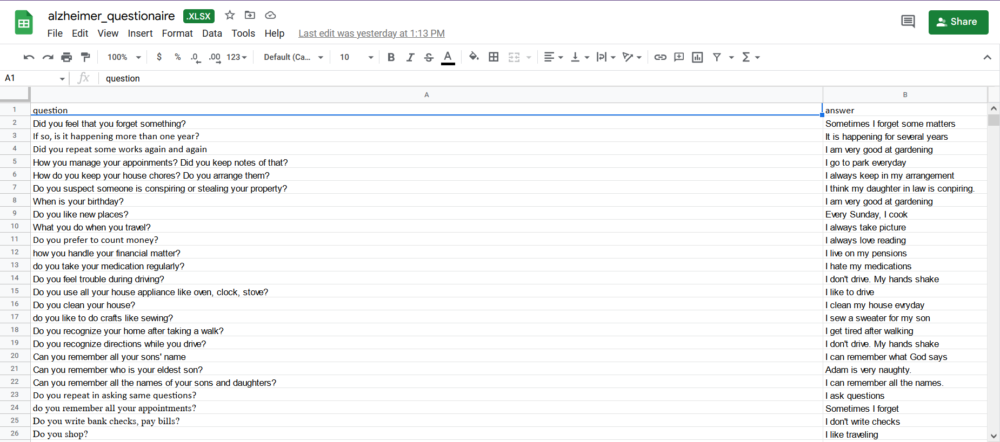 alzheimer_questionaire .XLSX
File Edit View Insert Format Data Tools Help Last edit was yesterday at 1:13 PM
Share
100% $ % .0 .00 123 Default (Ca... 10 B I S A
A1 fx question
A B
1 question answer
2 Did you feel that you forget something? Sometimes I forget some matters
3 If so, is it happening more than one year? It is happening for several years
4 Did you repeat some works again and again I am very good at gardening
5 How you manage your appoinments? Did you keep notes of that? I go to park everyday
6 How do you keep your house chores? Do you arrange them? I always keep in my arrangement
7 Do you suspect someone is conspiring or stealing your property? I think my daughter in law is conpiring.
8 When is your birthday? I am very good at gardening
9 Do you like new places? Every Sunday, I cook
10 What you do when you travel? I always take picture
11 Do you prefer to count money? I always love reading
12 how you handle your financial matter? I live on my pensions
13 do you take your medication regularly? I hate my medications
14 Do you feel trouble during driving? I don't drive. My hands shake
15 Do you use all your house appliance like oven, clock, stove? I like to drive
16 Do you clean your house? I clean my house evryday
17 do you like to do crafts like sewing? I sew a sweater for my son
18 Do you recognize your home after taking a walk? I get tired after walking
19 Do you recognize directions while you drive? I don't drive. My hands shake
20 Can you remember all your sons' name I can remember what God says
21 Can you remember who is your eldest son? Adam is very naughty.
22 Can you remember all the names of your sons and daughters? I can remember all the names.
23 Do you repeat in asking same questions? I ask questions
24 do you remember all your appointments? Sometimes I forget
25 Do you write bank checks, pay bills? I don't write checks
26 Do you shop? I like traveling